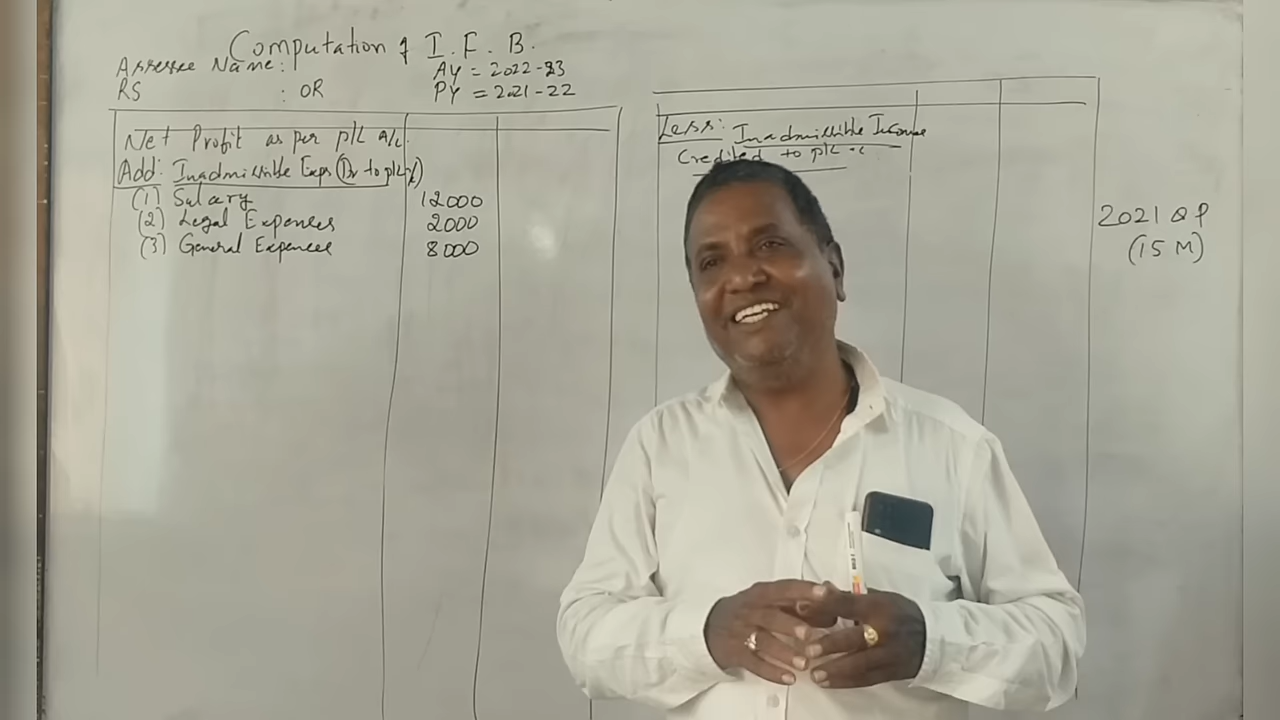 Computation of I. F. B.
Assessee Name :
AY = 2022-23
RS : OR
PY = 2021-22
Net Profit as per P/L a/c.
Add: Inadmissible Exps (Dr to P/L a/c)
(1) Salary 12000
(2) Legal Expenses 2000
(3) General Expences 8000
Less: Inadmissible Income
Credited to P/L a/c
2021 QP
(15 M)